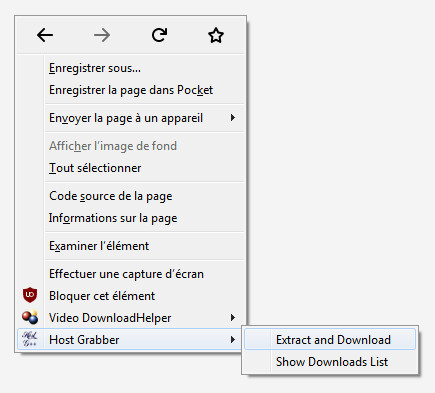 Enregistrer sous...
Enregistrer la page dans Pocket
Envoyer la page à un appareil
Afficher l'image de fond
Tout sélectionner
Code source de la page
Informations sur la page
Examiner l'élément
Effectuer une capture d'écran
Bloquer cet élément
Video DownloadHelper
Host Grabber
Extract and Download
Show Downloads List